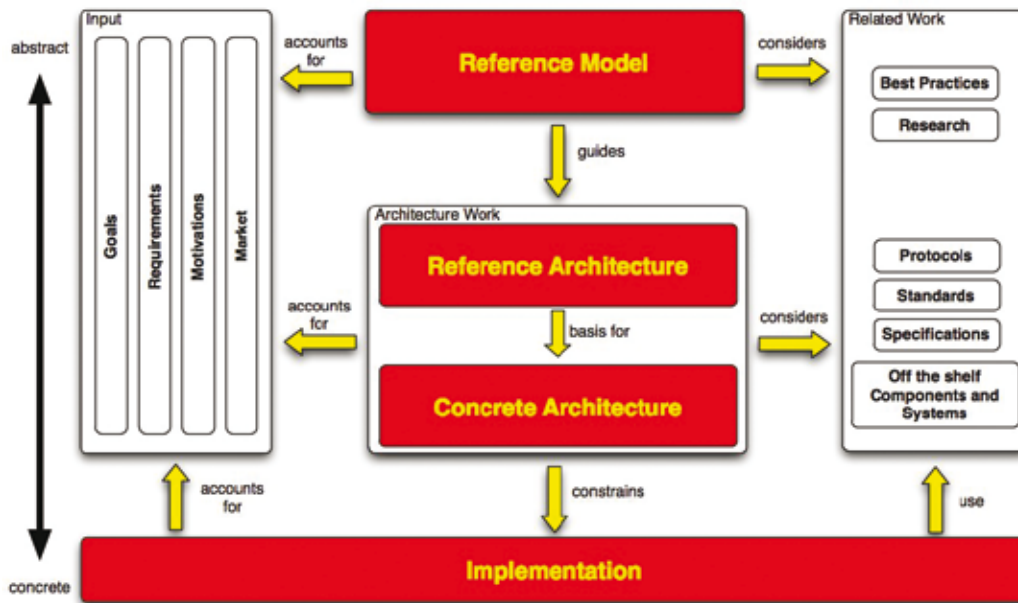 Input
Related Work
abstract
accounts
for
Reference Model
considers
Best Practices
Research
guides
Goals
Requirements
Motivations
Market
Architecture Work
Reference Architecture
Protocols
accounts
for
basis for
considers
Standards
Specifications
Concrete Architecture
Off the shelf
Components and
Systems
accounts
for
constrains
use
Implementation
concrete